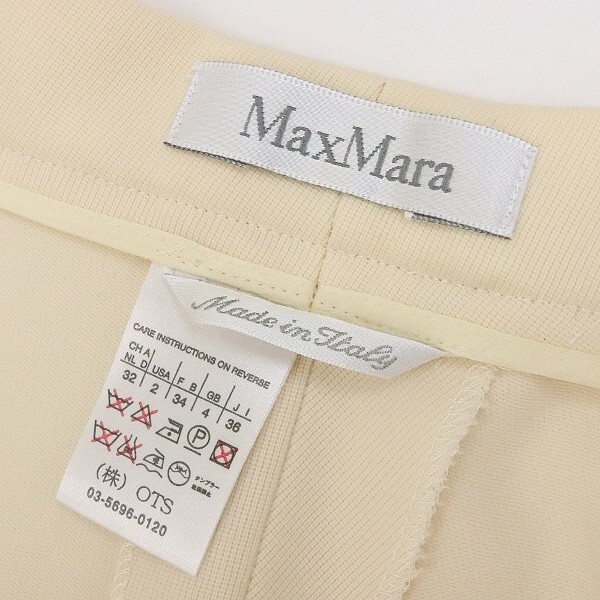 MaxMara
Made in Italy
CARE INSTRUCTIONS ON REVERSE
CH A
NL D USA F B GB J I
32 2 34 4 36
P
(株) OTS
03-5696-0120